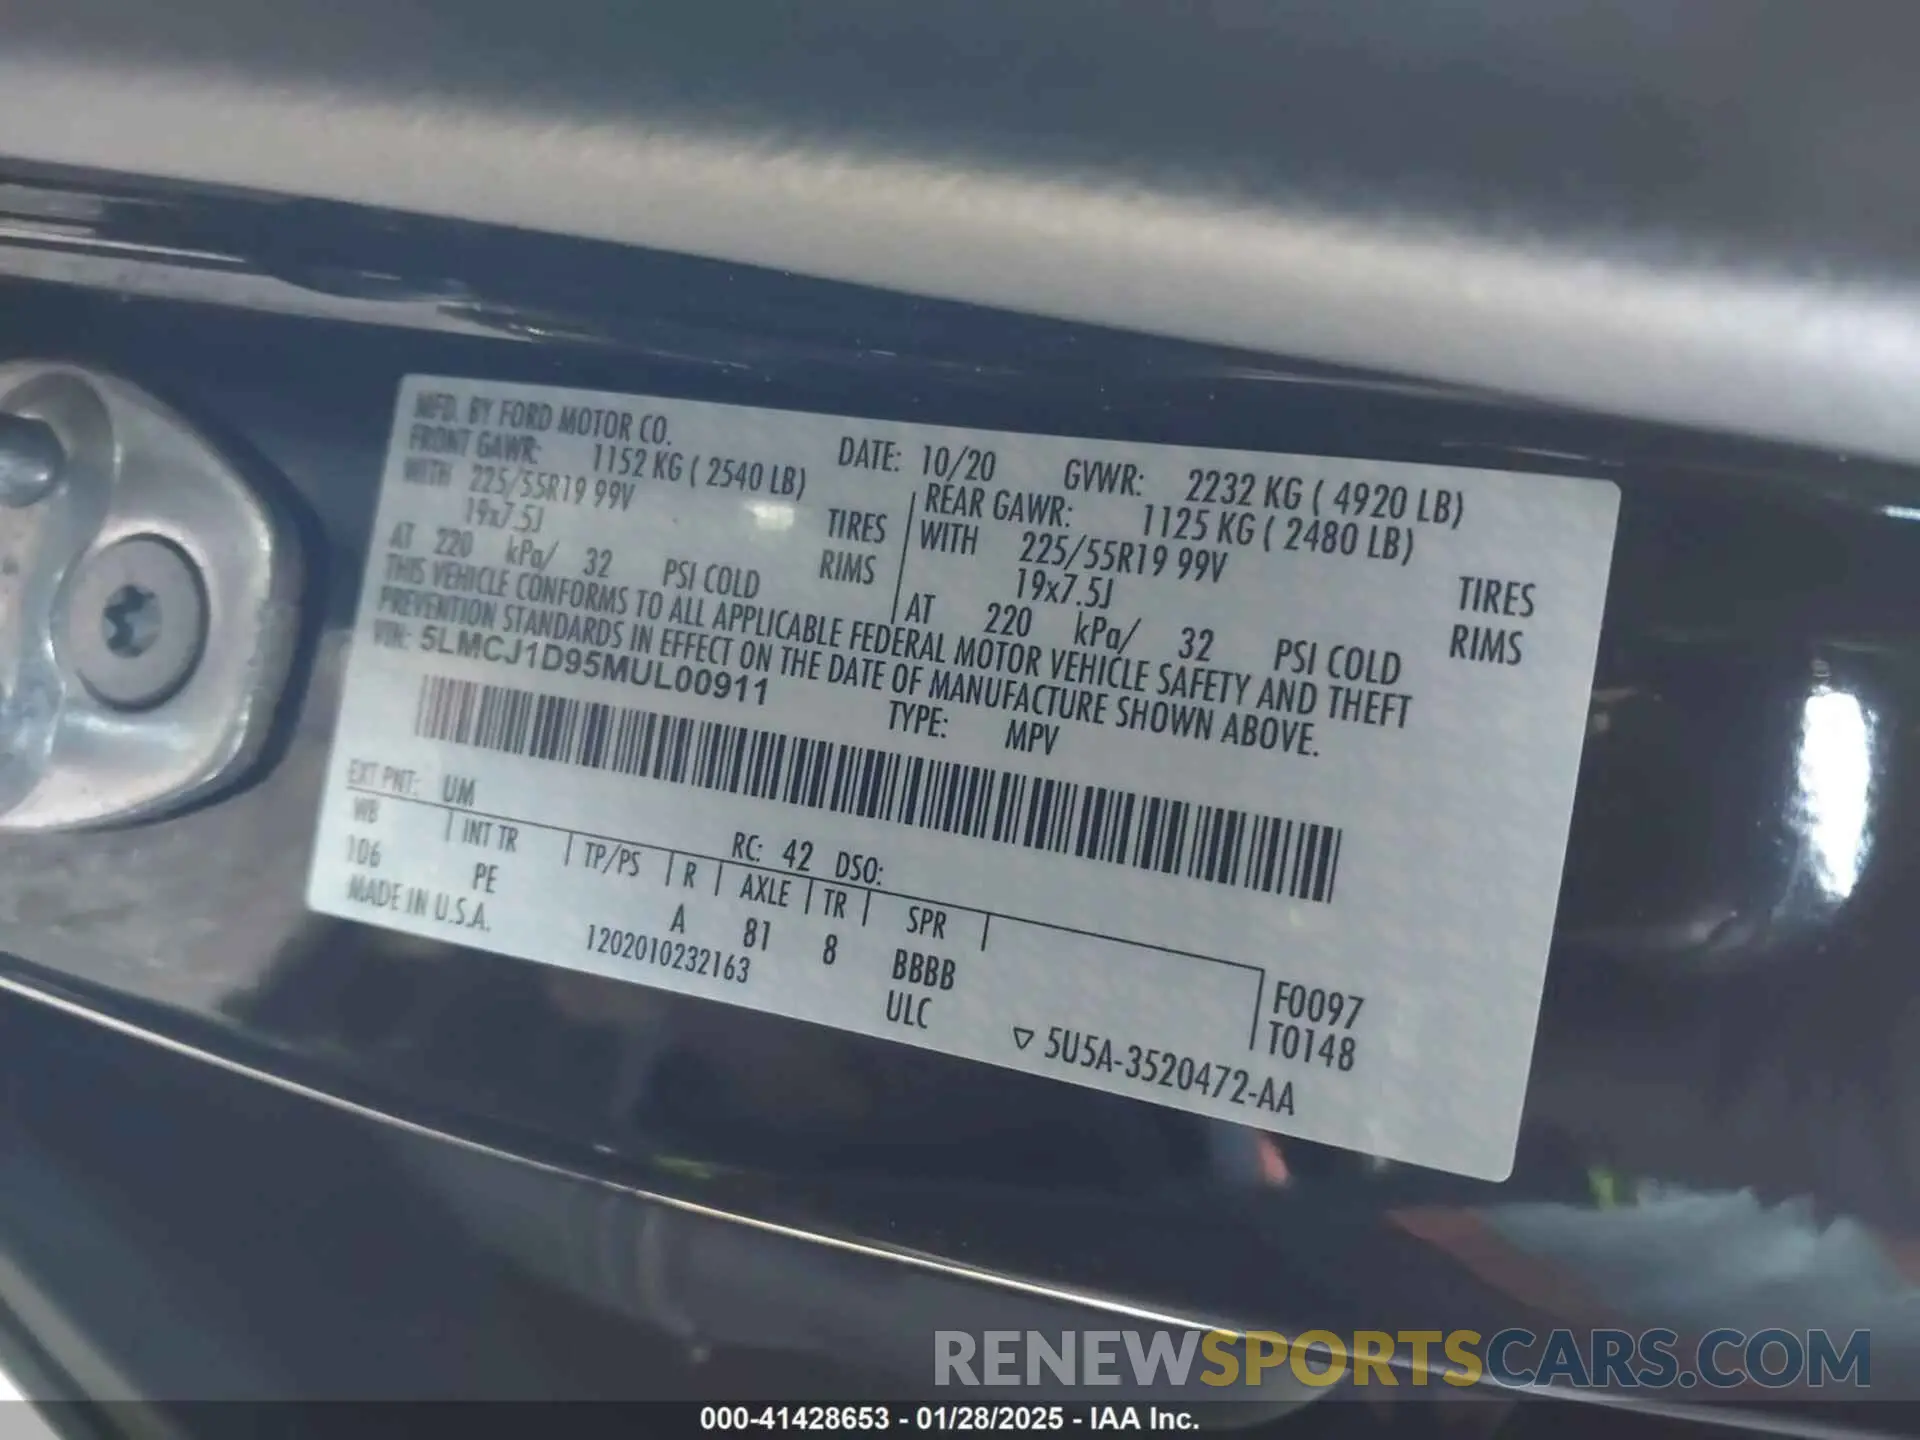 MFD. BY FORD MOTOR CO.
DATE: 10/20 GVWR: 2232 KG ( 4920 LB)
FRONT GAWR: 1152 KG ( 2540 LB)
WITH 225/55R19 99V TIRES
19x7.5J RIMS
AT 220 kPa/ 32 PSI COLD
REAR GAWR: 1125 KG ( 2480 LB)
WITH 225/55R19 99V TIRES
19x7.5J RIMS
AT 220 kPa/ 32 PSI COLD
THIS VEHICLE CONFORMS TO ALL APPLICABLE FEDERAL MOTOR VEHICLE SAFETY AND THEFT
PREVENTION STANDARDS IN EFFECT ON THE DATE OF MANUFACTURE SHOWN ABOVE.
VIN: 5LMCJ1D95MUL00911
TYPE: MPV
EXT PNT: UM RC: 42 DSO:
WB INT TR TP/PS R AXLE TR SPR
106 PE A 81 8 BBBB
F0097
T0148
MADE IN U.S.A. 1202010232163 ULC
▽ 5U5A-3520472-AA
RENEWSPORTSCARS.COM
000-41428653 - 01/28/2025 - IAA Inc.